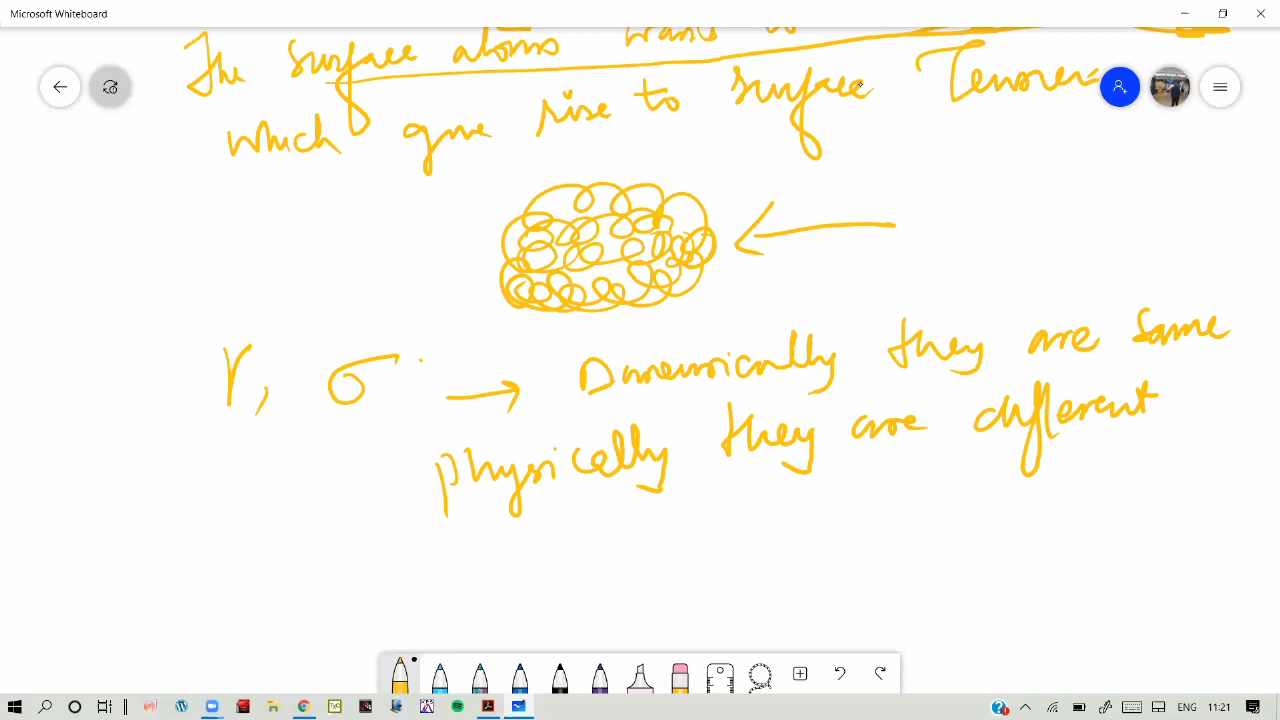 Microsoft Whiteboard
The surface atoms
which give rise to surface
γ, σ → Dimensionally they are same
physically they are different
ENG 11:21